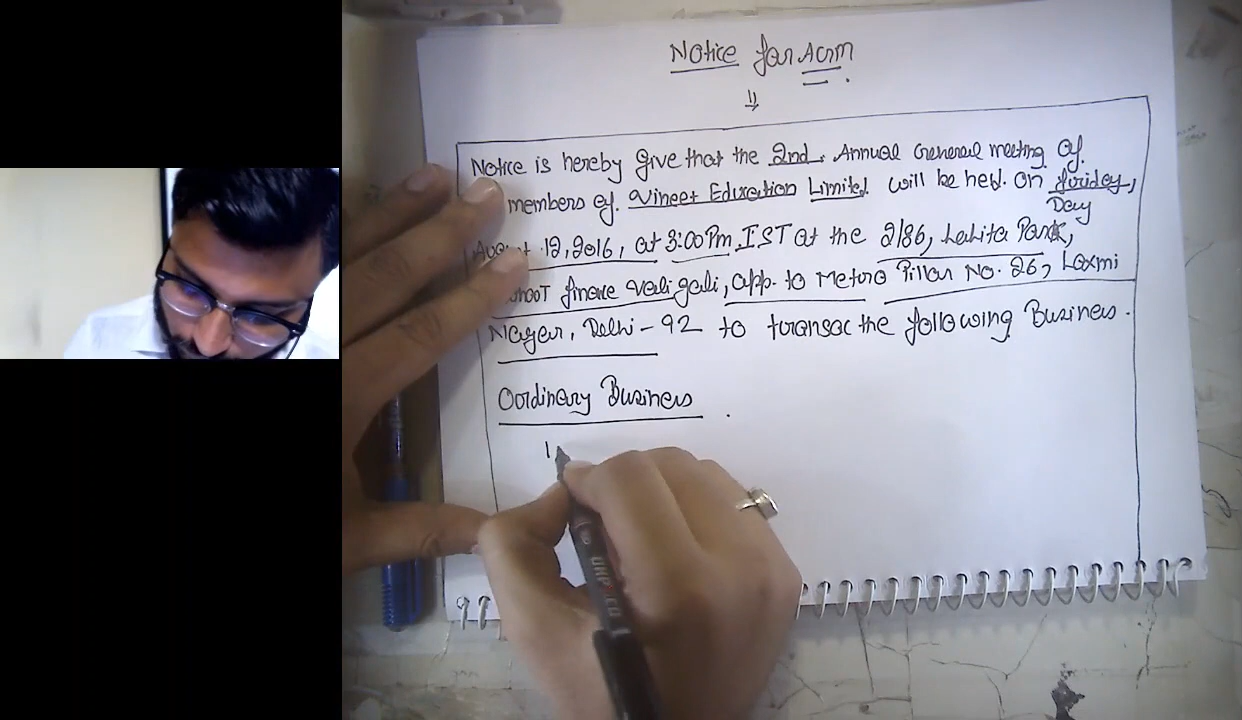 Notice for AGM
Notice is hereby give that the 2nd. Annual General meeting of
members of. Vineet Education Limited. will be held. on friday,
Day
August 12, 2016, at 3:00 Pm IST at the 2/86, Lalita Park,
finave vali gali, opp. to Metro Pillar No. 26, Laxmi
Nagar, Delhi - 92 to transac the following Business.
Ordinary Business
1